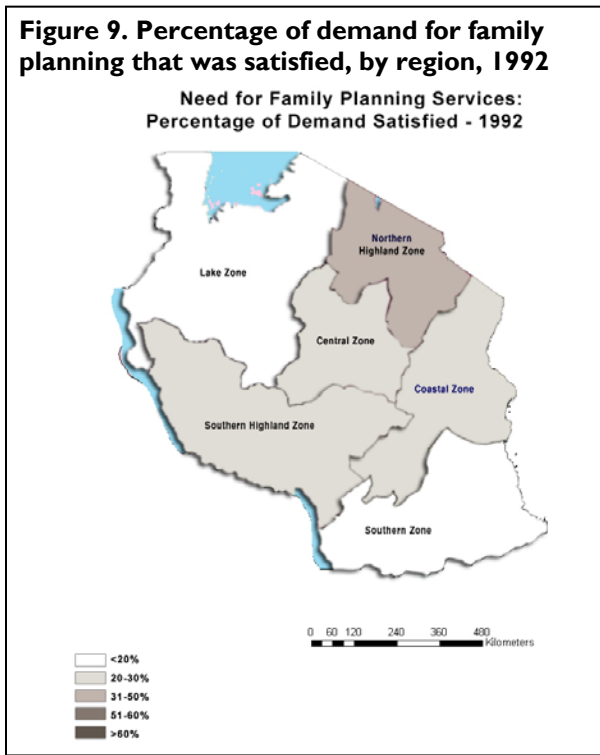 Figure 9. Percentage of demand for family
planning that was satisfied, by region, 1992
Need for Family Planning Services:
Percentage of Demand Satisfied - 1992
Northern
Highland Zone
Lake Zone
Central Zone
Coastal Zone
Southern Highland Zone
Southern Zone
0 60 120 240 360 480
Kilometers
<20%
20-30%
31-50%
51-60%
>60%